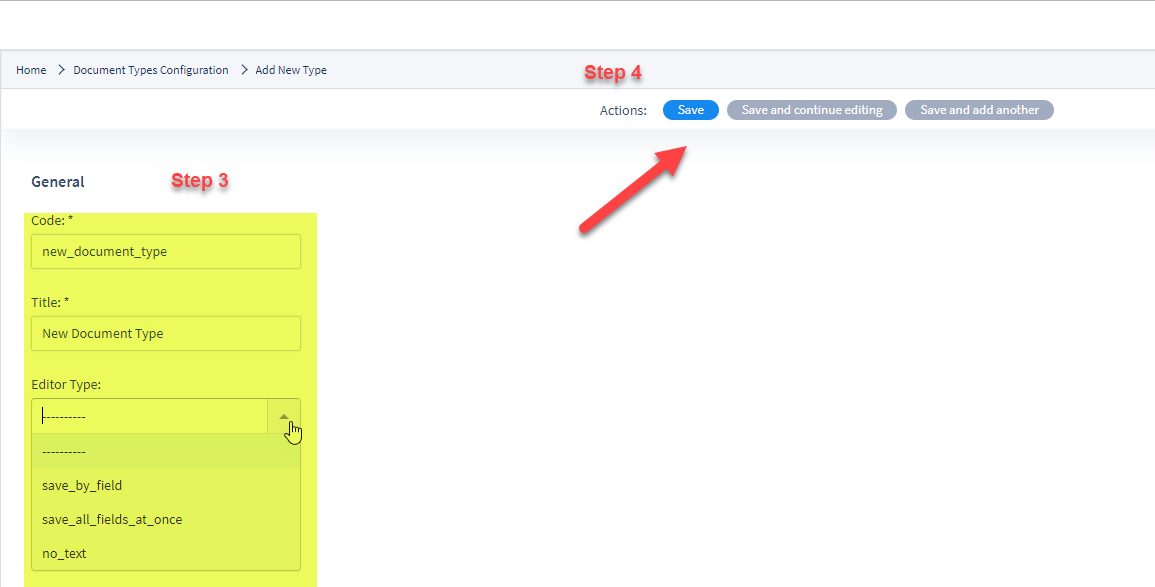 Home > Document Types Configuration > Add New Type
Step 4
Actions: Save Save and continue editing Save and add another
General
Step 3
Code: *
new_document_type
Title: *
New Document Type
Editor Type:
----------
----------
save_by_field
save_all_fields_at_once
no_text